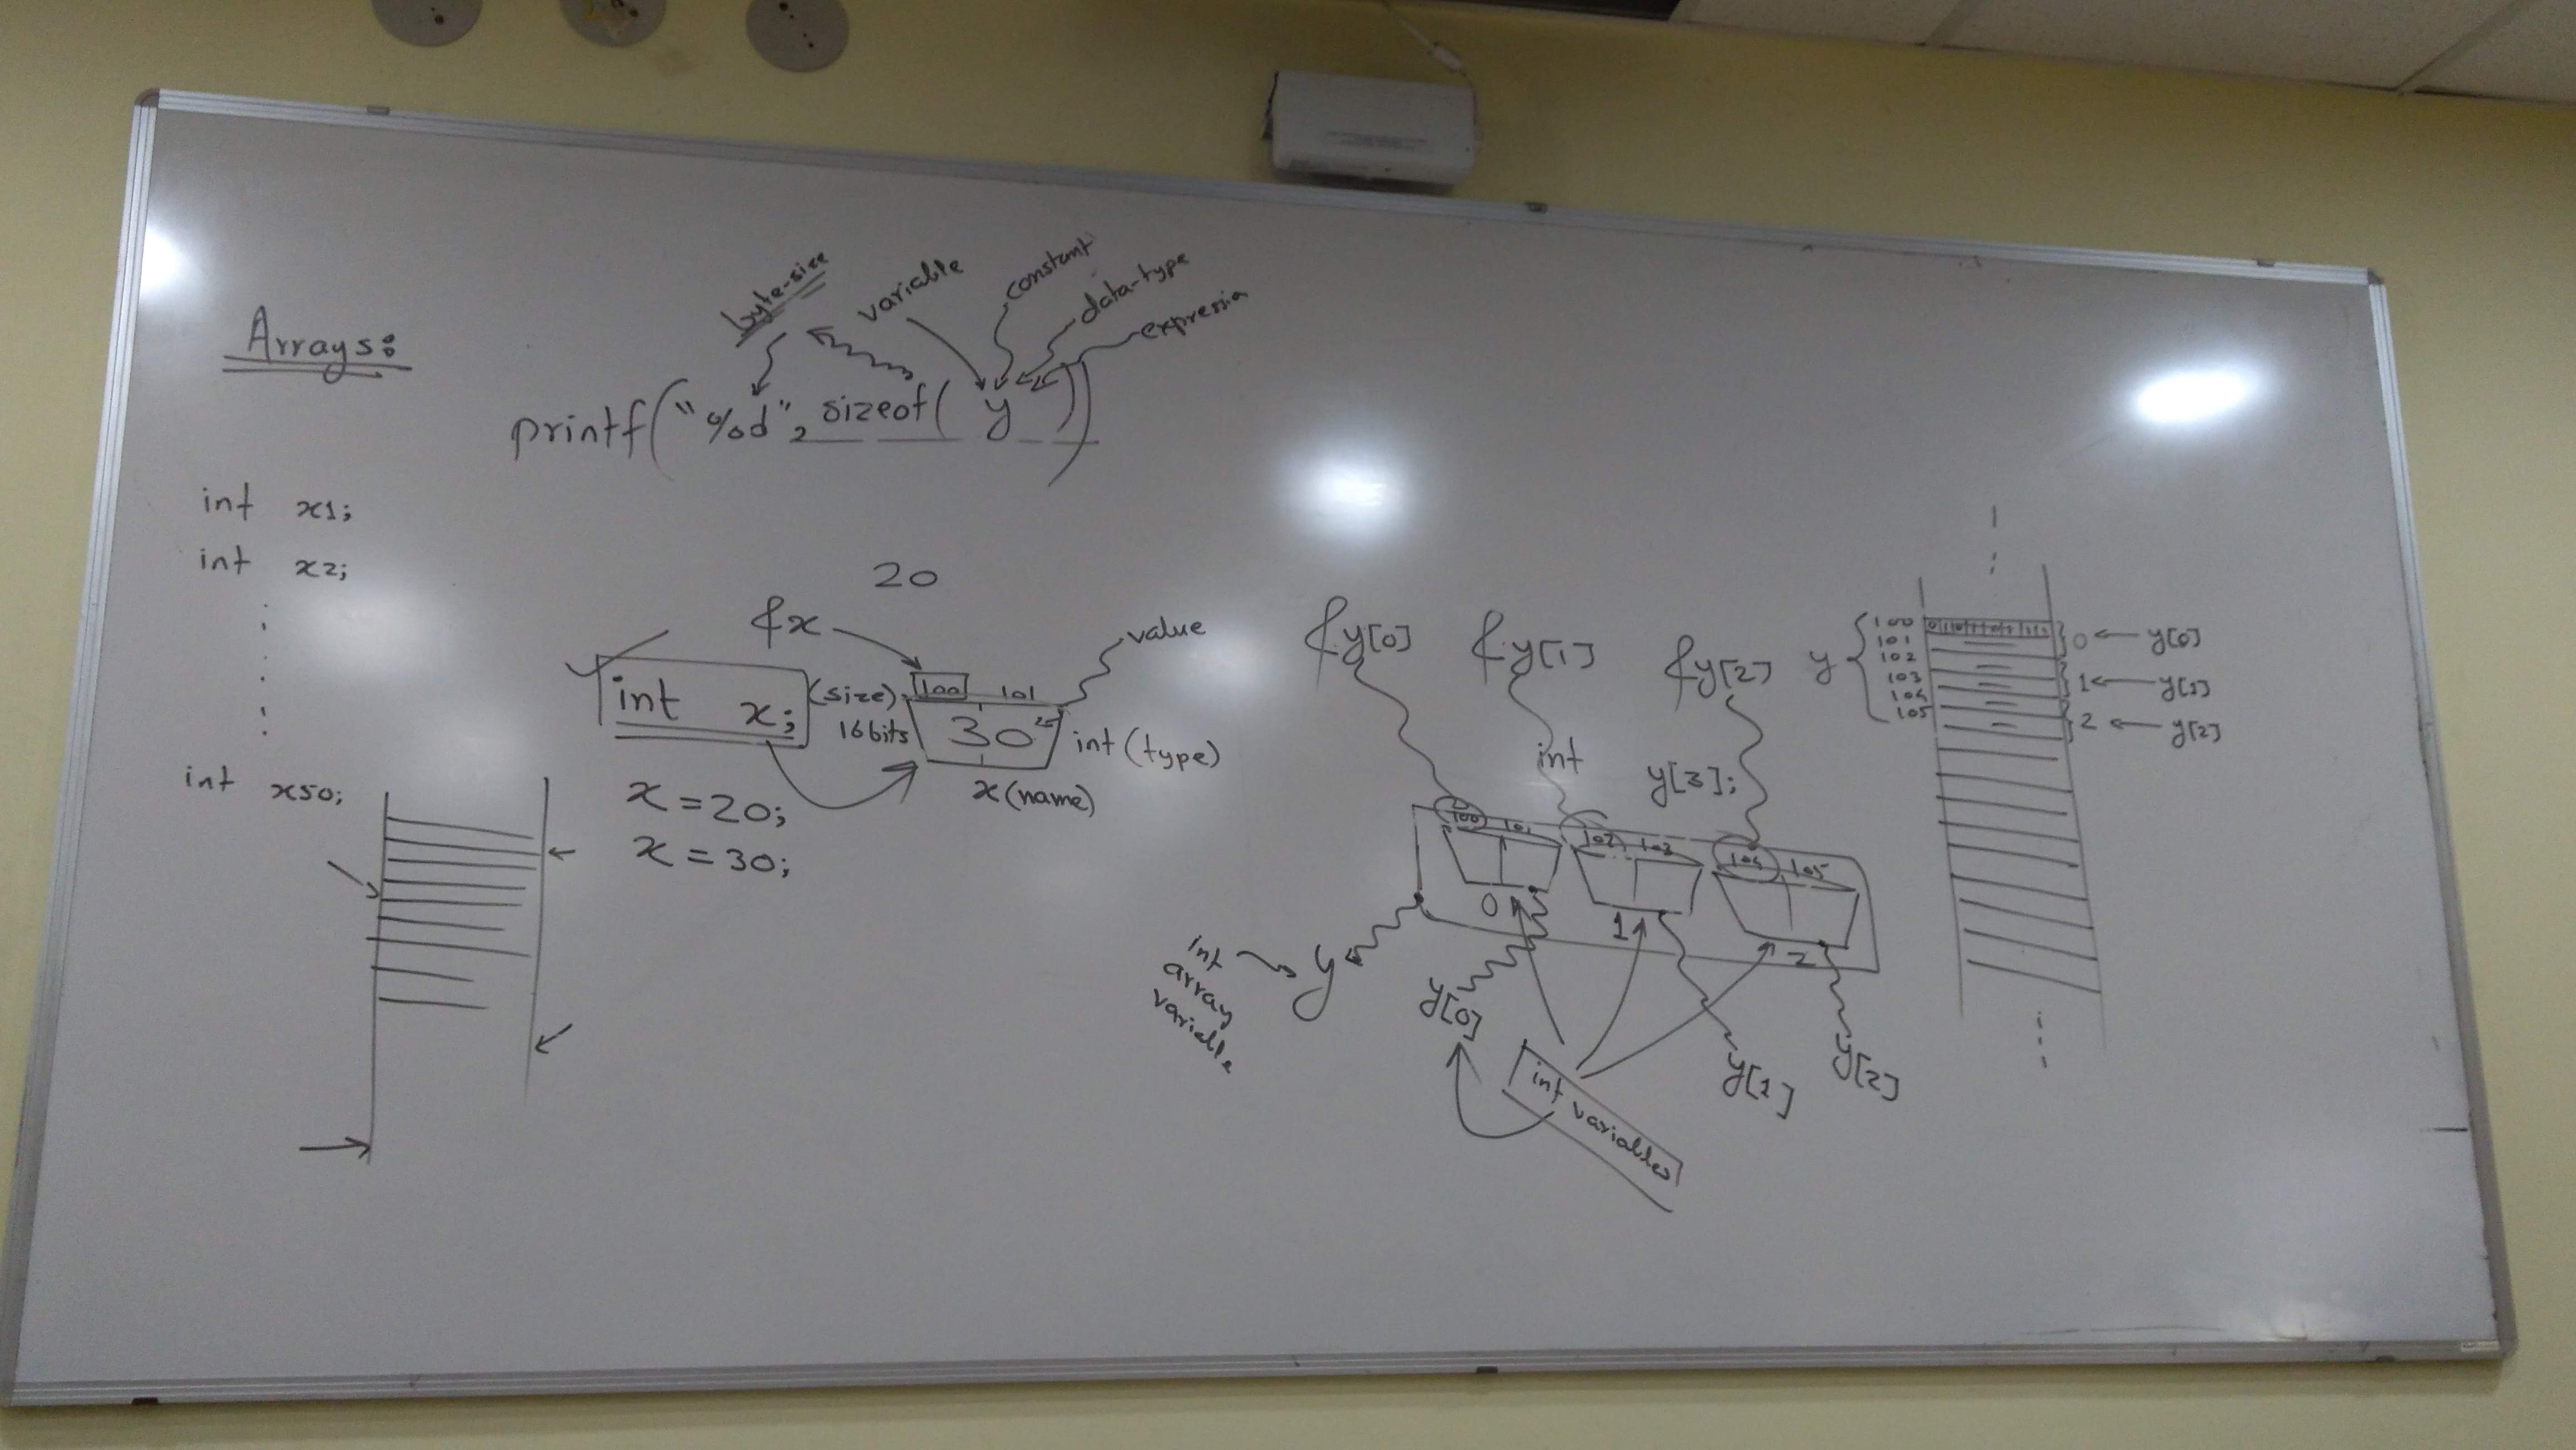 Arrays:
byte-size
variable
constant
data-type
expression
printf("%d", sizeof( y ))
int x1;
int x2;
int x50;
20
&x
value
int x;
(size)
16 bits
100 101
30
int (type)
x (name)
x = 20;
x = 30;
&y[0] &y[1] &y[2]
int y[3];
100 101 102 103 104 105
0 1 2
int
array
variable
y
y[0]
y[1]
y[2]
int variables
y
100
101
102
103
104
105
0 y[0]
1 y[1]
2 y[2]